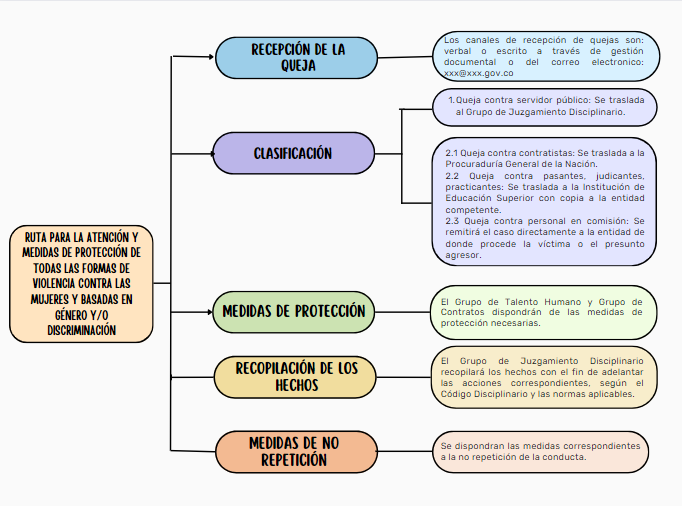 RUTA PARA LA ATENCIÓN Y
MEDIDAS DE PROTECCIÓN DE
TODAS LAS FORMAS DE
VIOLENCIA CONTRA LAS
MUJERES Y BASADAS EN
GÉNERO Y/O
DISCRIMINACIÓN
RECEPCIÓN DE LA
QUEJA
Los canales de recepción de quejas son:
verbal o escrito a través de gestión
documental o del correo electronico:
xxx@xxx.gov.co
CLASIFICACIÓN
1.Queja contra servidor público: Se traslada
al Grupo de Juzgamiento Disciplinario.
2.1 Queja contra contratistas: Se traslada a la
Procuraduría General de la Nación.
2.2 Queja contra pasantes, judicantes,
practicantes: Se traslada a la Institución de
Educación Superior con copia a la entidad
competente.
2.3 Queja contra personal en comisión: Se
remitirá el caso directamente a la entidad de
donde procede la víctima o el presunto
agresor.
MEDIDAS DE PROTECCIÓN
El Grupo de Talento Humano y Grupo de
Contratos dispondrán de las medidas de
protección necesarias.
RECOPILACIÓN DE LOS
HECHOS
El Grupo de Juzgamiento Disciplinario
recopilará los hechos con el fin de adelantar
las acciones correspondientes, según el
Código Disciplinario y las normas aplicables.
MEDIDAS DE NO
REPETICIÓN
Se dispondran las medidas correspondientes
a la no repetición de la conducta.